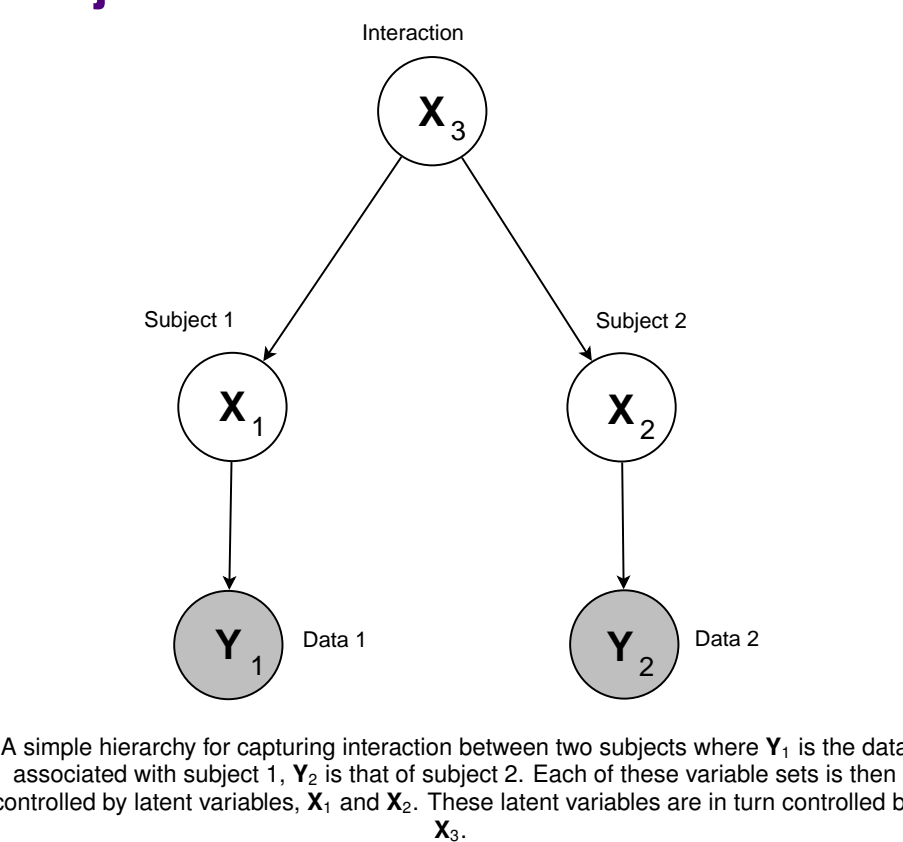 Interaction
X3
Subject 1
Subject 2
X1
X2
Y1
Data 1
Y2
Data 2
A simple hierarchy for capturing interaction between two subjects where Y1 is the data
associated with subject 1, Y2 is that of subject 2. Each of these variable sets is then
controlled by latent variables, X1 and X2. These latent variables are in turn controlled
X3.